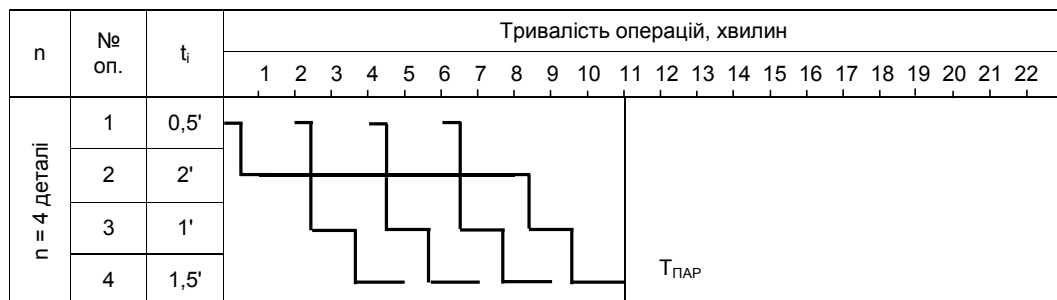 n № оп. tᵢ Тривалість операцій, хвилин
1 2 3 4 5 6 7 8 9 10 11 12 13 14 15 16 17 18 19 20 21 22
n = 4 деталі
1 0,5'
2 2'
3 1'
4 1,5' Tпар